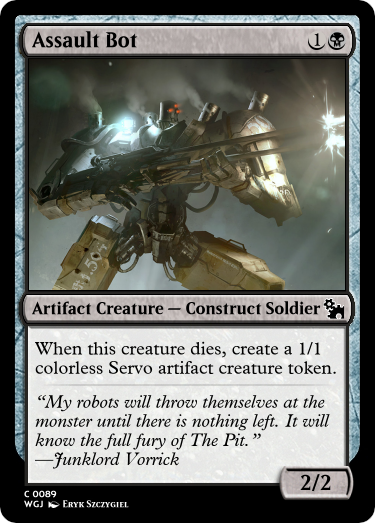 Assault Bot 1
Artifact Creature — Construct Soldier
When this creature dies, create a 1/1
colorless Servo artifact creature token.
“My robots will throw themselves at the
monster until there is nothing left. It will
know the full fury of The Pit.”
—Junklord Vorrick
2/2
C 0089
WGJ Eryk Szczygiel